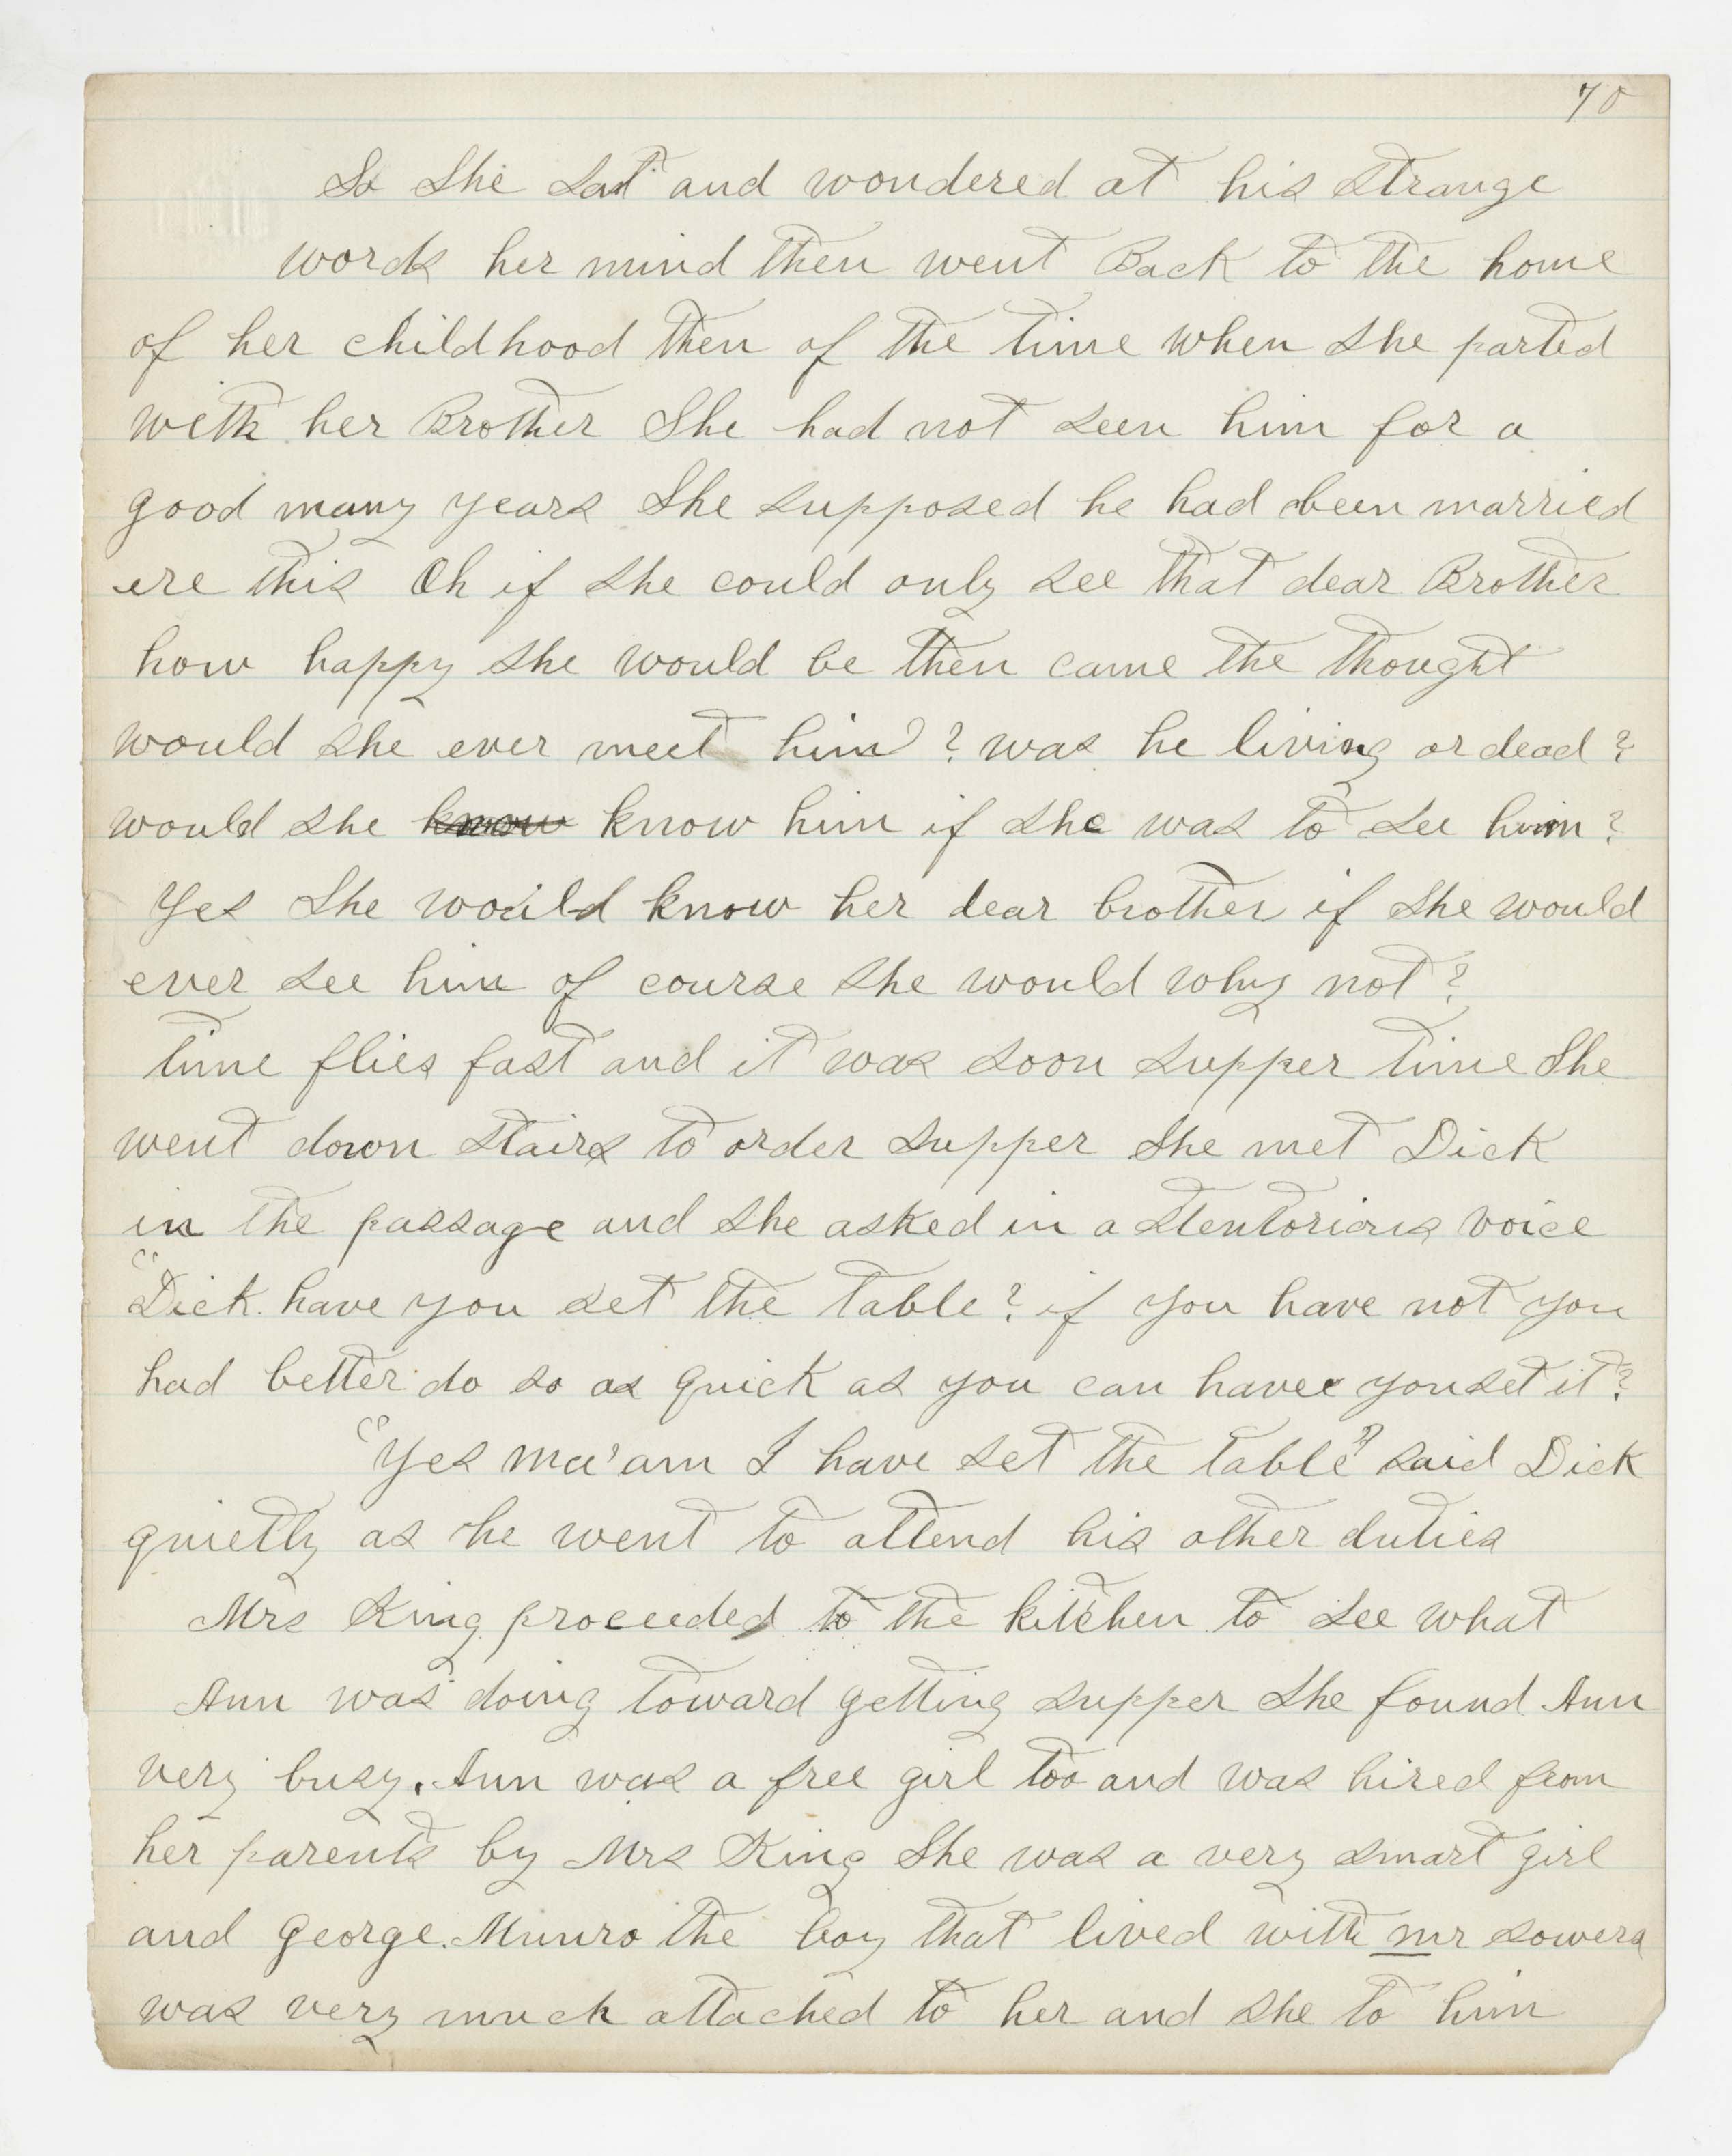 70
So She Sat and wondered at his strange
words her mind then went Back to the home
of her childhood then of the time when she parted
with her Brother She had not seen him for a
good many years She supposed he had been married
ere this Oh if she could only see that dear Brother
how happy she would be then came the thought
would she ever meet him? was he living or dead?
would she know know him if she was to see him?
Yes She would know her dear brother if She would
ever see him of course she would why not?
time flies fast and it was soon supper time She
went down stairs to order supper She met Dick
in the passage and she asked in a stentorious voice
"Dick. have you set the table? if you have not you
had better do so as quick as you can havee you set it?
"Yes ma'am I have set the table" said Dick
quietly as he went to attend his other duties
Mrs King proceeded to the kitchen to see what
Ann was doing toward getting supper She found Ann
very busy. Ann was a free girl too and was hired from
her parents by Mrs King She was a very smart girl
and George. Munro the boy that lived with mr sowers
was very much attached to her and she to him